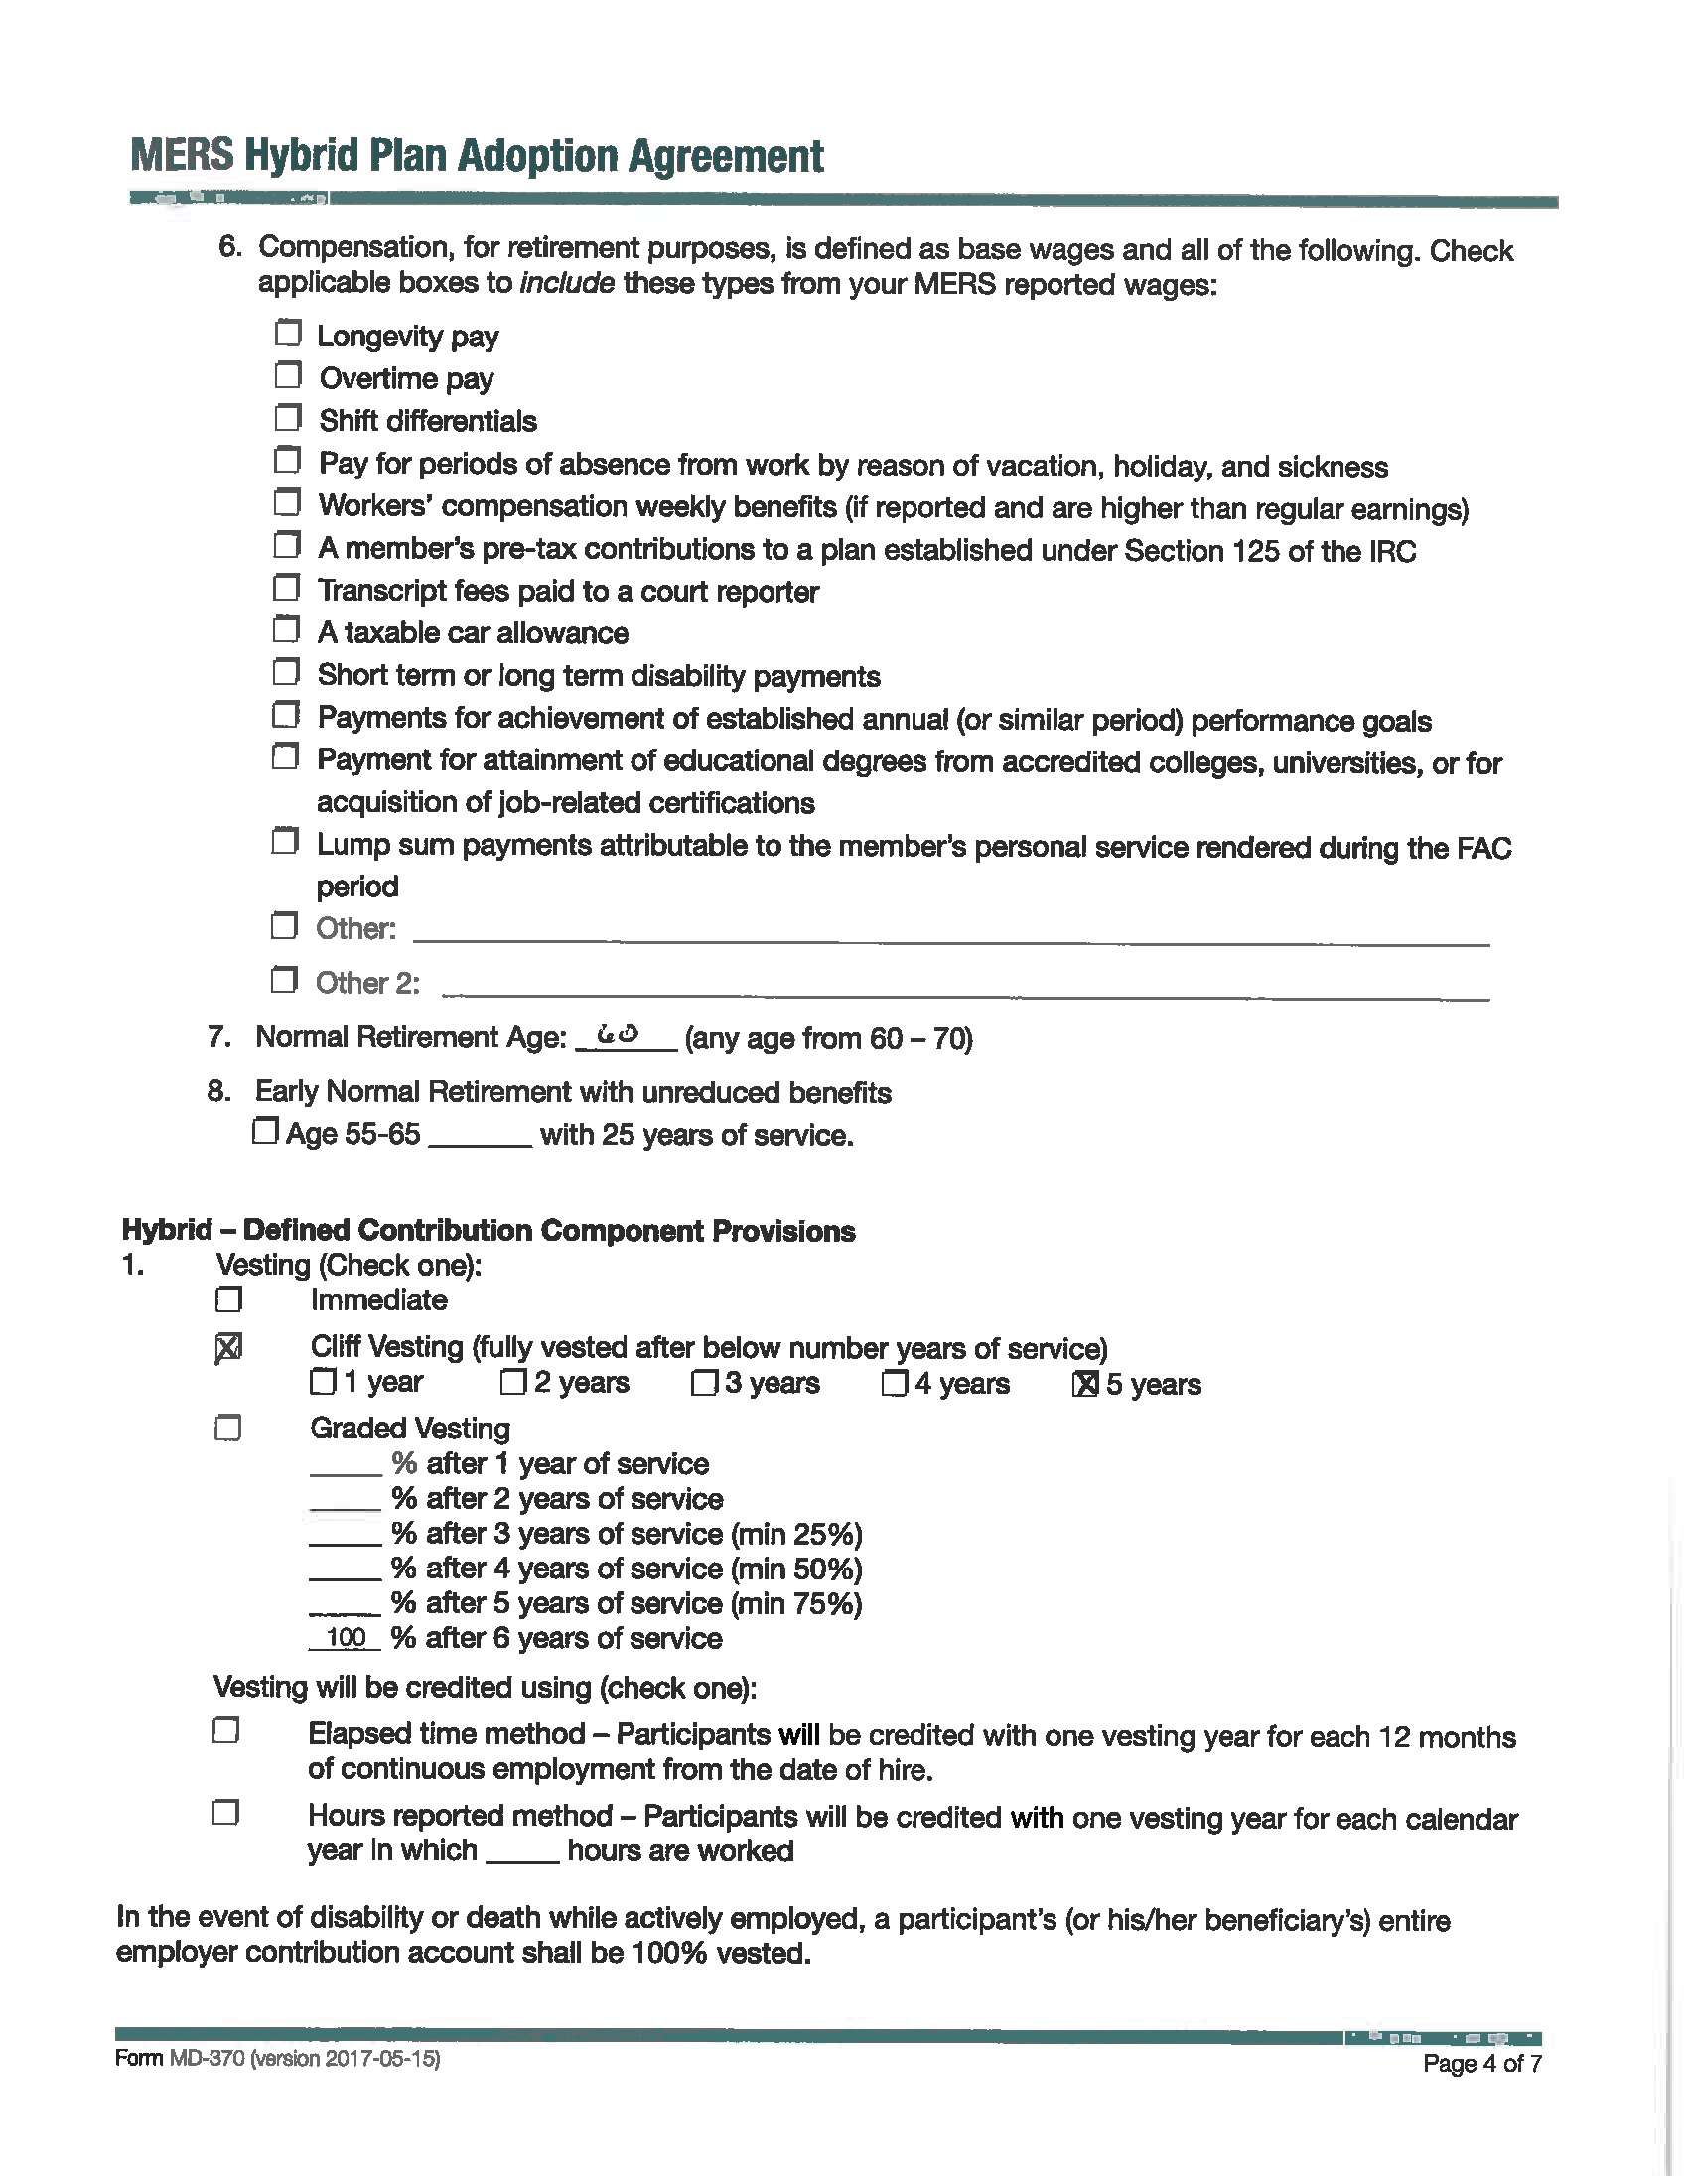 MERS Hybrid Plan Adoption Agreement
6. Compensation, for retirement purposes, is defined as base wages and all of the following. Check
applicable boxes to include these types from your MERS reported wages:
☐ Longevity pay
☐ Overtime pay
☐ Shift differentials
☐ Pay for periods of absence from work by reason of vacation, holiday, and sickness
☐ Workers' compensation weekly benefits (if reported and are higher than regular earnings)
☐ A member's pre-tax contributions to a plan established under Section 125 of the IRC
☐ Transcript fees paid to a court reporter
☐ A taxable car allowance
☐ Short term or long term disability payments
☐ Payments for achievement of established annual (or similar period) performance goals
☐ Payment for attainment of educational degrees from accredited colleges, universities, or for
acquisition of job-related certifications
☐ Lump sum payments attributable to the member's personal service rendered during the FAC
period
☐ Other: ______
☐ Other 2: ______
7. Normal Retirement Age: 60 (any age from 60 – 70)
8. Early Normal Retirement with unreduced benefits
☐ Age 55-65 ______ with 25 years of service.
Hybrid – Defined Contribution Component Provisions
1. Vesting (Check one):
☐ Immediate
☒ Cliff Vesting (fully vested after below number years of service)
☐ 1 year ☐ 2 years ☐ 3 years ☐ 4 years ☒ 5 years
☐ Graded Vesting
____ % after 1 year of service
____ % after 2 years of service
____ % after 3 years of service (min 25%)
____ % after 4 years of service (min 50%)
____ % after 5 years of service (min 75%)
100 % after 6 years of service
Vesting will be credited using (check one):
☐ Elapsed time method – Participants will be credited with one vesting year for each 12 months
of continuous employment from the date of hire.
☐ Hours reported method – Participants will be credited with one vesting year for each calendar
year in which ____ hours are worked
In the event of disability or death while actively employed, a participant's (or his/her beneficiary's) entire
employer contribution account shall be 100% vested.
Form MD-370 (version 2017-05-15)
Page 4 of 7